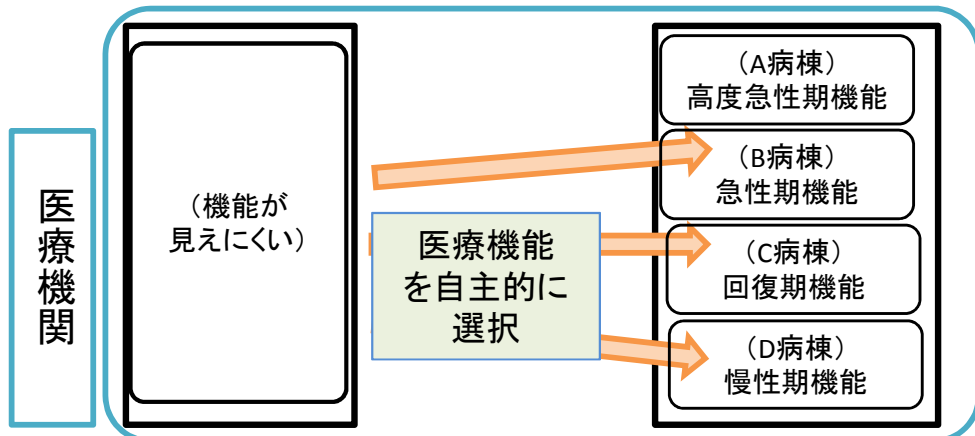 医療機関
（機能が
見えにくい）
医療機能
を自主的に
選択
（A病棟）
高度急性期機能
（B病棟）
急性期機能
（C病棟）
回復期機能
（D病棟）
慢性期機能